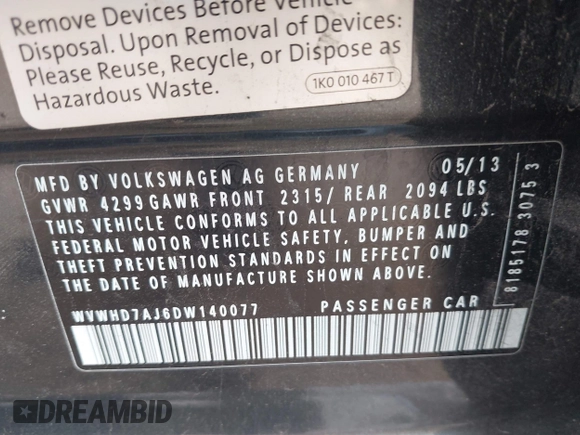 Remove Devices Before Vehicle
Disposal. Upon Removal of Devices:
Please Reuse, Recycle, or Dispose as
Hazardous Waste.
1K0 010 467 T
MFD BY VOLKSWAGEN AG GERMANY 05/13
GVWR 4299 GAWR FRONT 2315/ REAR 2094 LBS
THIS VEHICLE CONFORMS TO ALL APPLICABLE U.S.
FEDERAL MOTOR VEHICLE SAFETY, BUMPER AND
THEFT PREVENTION STANDARDS IN EFFECT ON
THE DATE OF MANUFACTURE SHOWN ABOVE.
WVWHD7AJ6DW140077 PASSENGER CAR
8185178 3075 3
DREAMBID